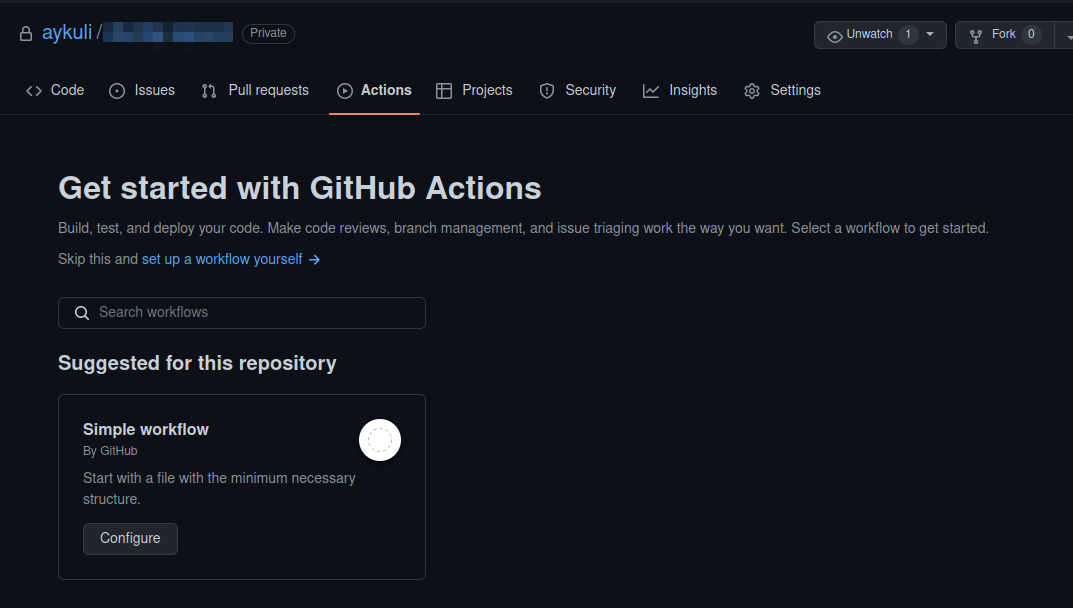 aykuli / Private Unwatch 1 Fork 0
Code Issues Pull requests Actions Projects Security Insights Settings
Get started with GitHub Actions
Build, test, and deploy your code. Make code reviews, branch management, and issue triaging work the way you want. Select a workflow to get started.
Skip this and set up a workflow yourself →
Search workflows
Suggested for this repository
Simple workflow
By GitHub
Start with a file with the minimum necessary
structure.
Configure